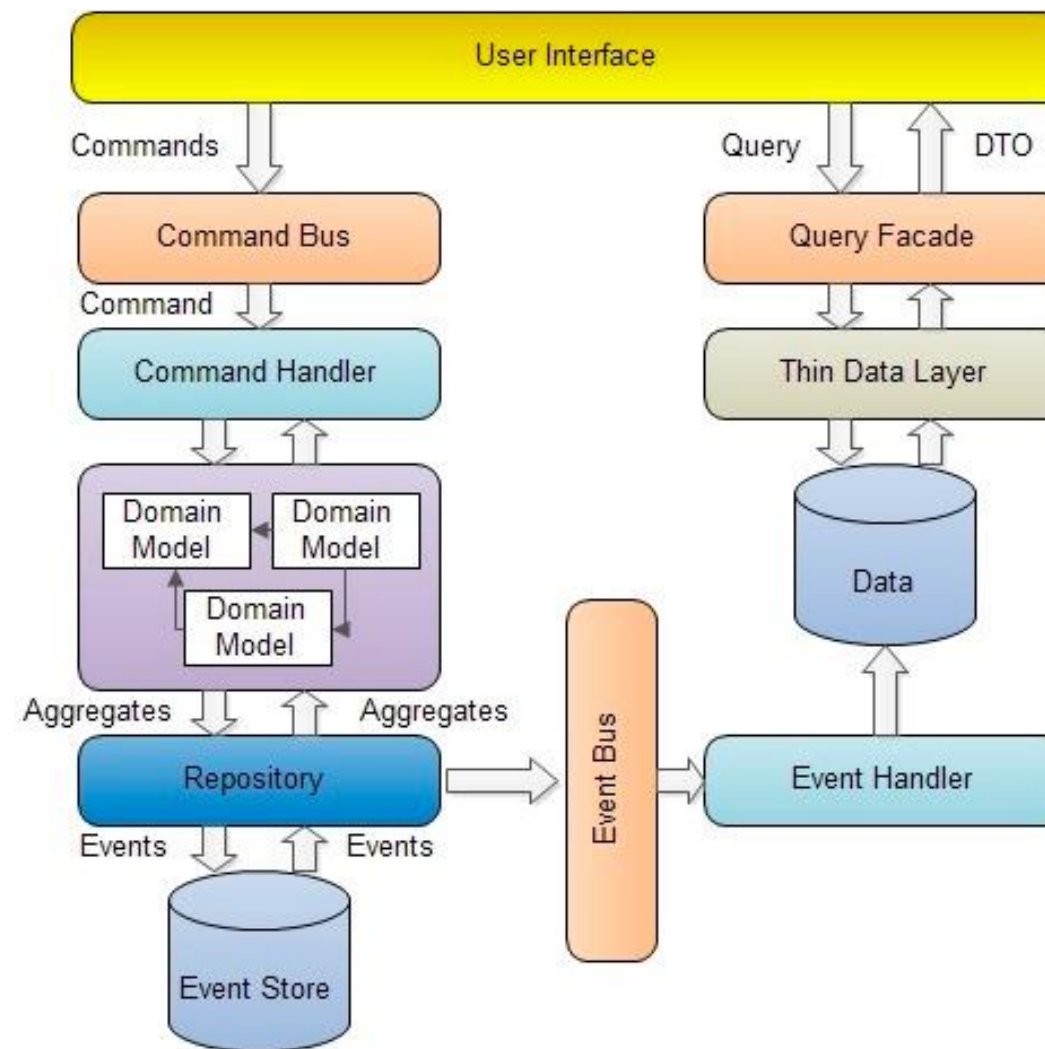 User Interface
Commands
Query
DTO
Command Bus
Query Facade
Command
Command Handler
Thin Data Layer
Domain
Model
Domain
Model
Domain
Model
Data
Aggregates
Aggregates
Repository
Event Bus
Event Handler
Events
Events
Event Store